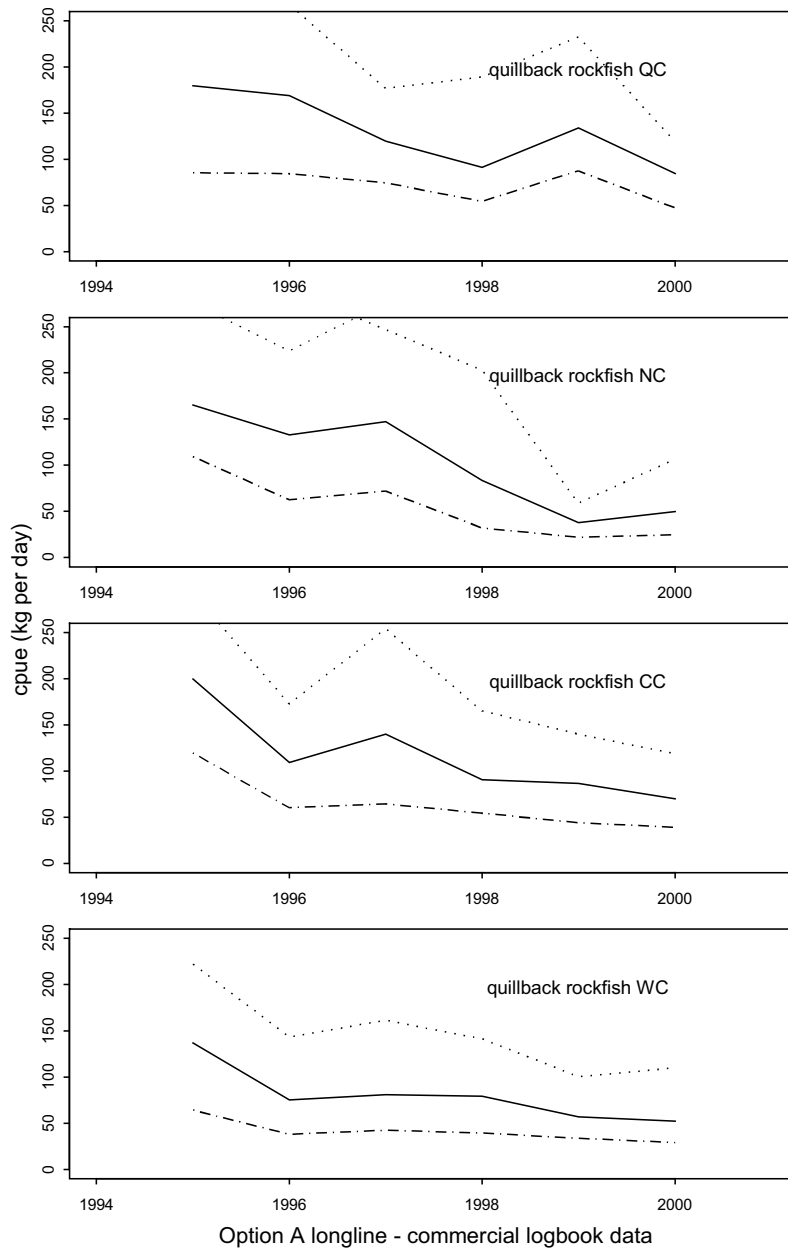 250
200
150
100
50
0
quillback rockfish QC
1994 1996 1998 2000
250
200
150
100
50
0
quillback rockfish NC
1994 1996 1998 2000
cpue (kg per day)
250
200
150
100
50
0
quillback rockfish CC
1994 1996 1998 2000
250
200
150
100
50
0
quillback rockfish WC
1994 1996 1998 2000
Option A longline - commercial logbook data